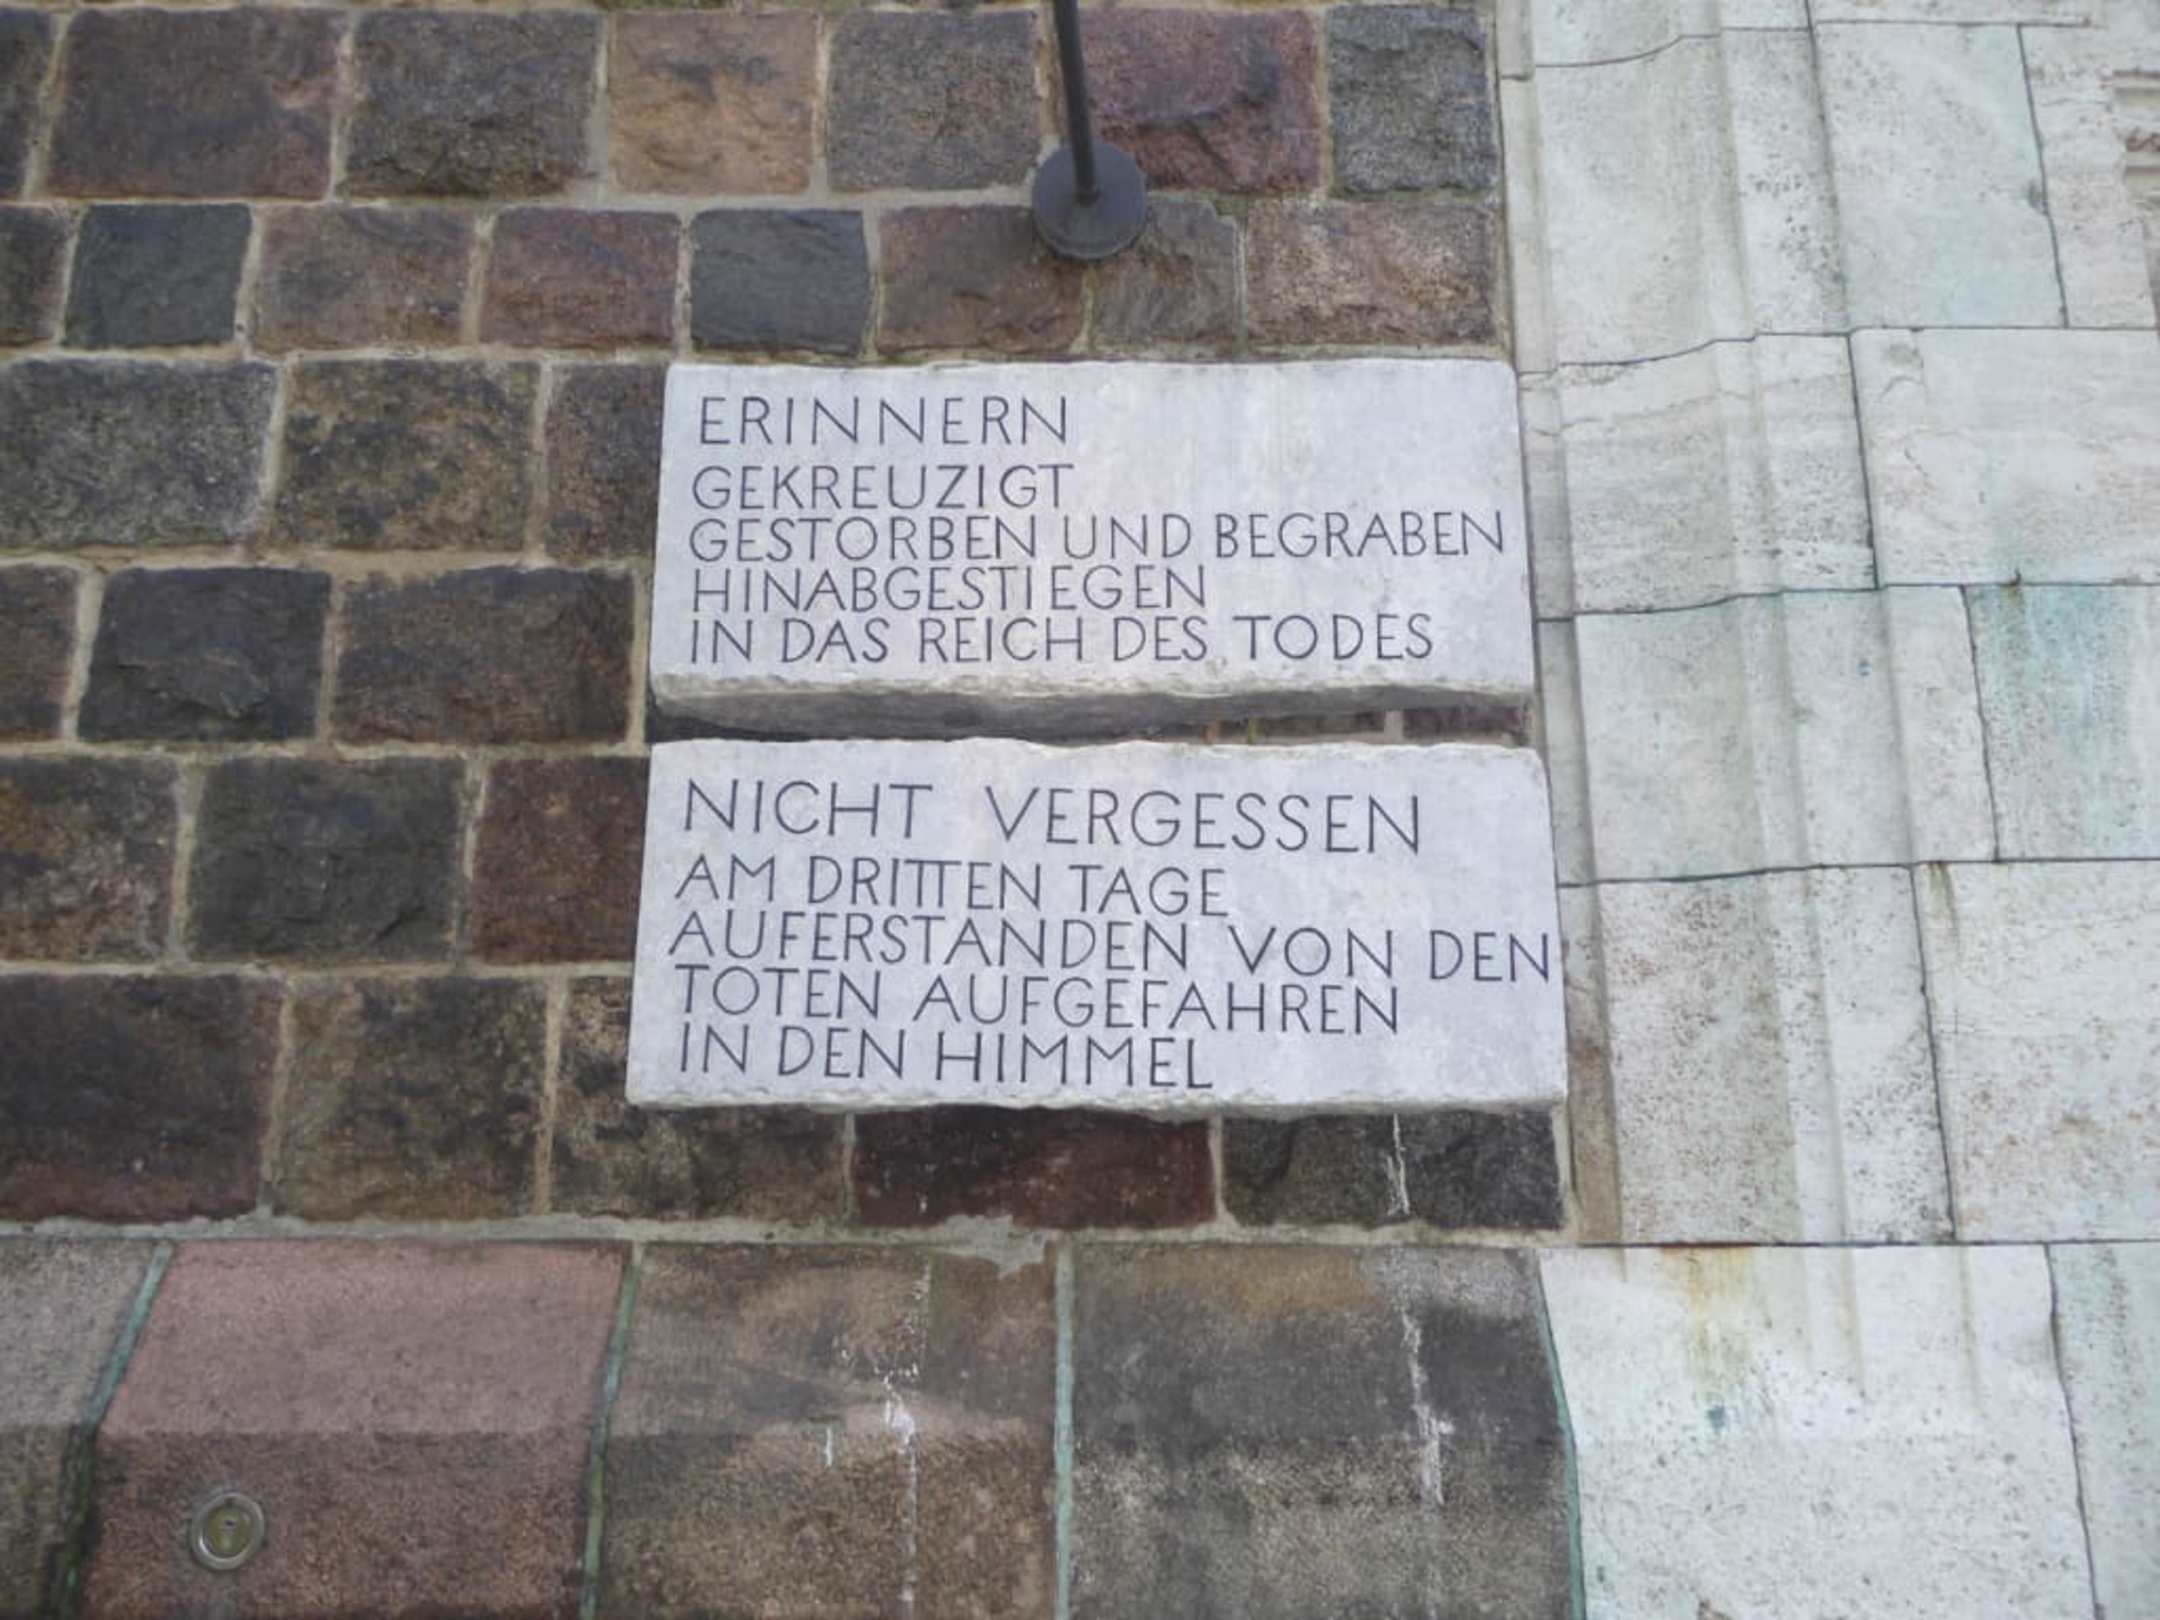 ERINNERN
GEKREUZIGT
GESTORBEN UND BEGRABEN
HINABGESTIEGEN
IN DAS REICH DES TODES
NICHT VERGESSEN
AM DRITTEN TAGE
AUFERSTANDEN VON DEN
TOTEN AUFGEFAHREN
IN DEN HIMMEL